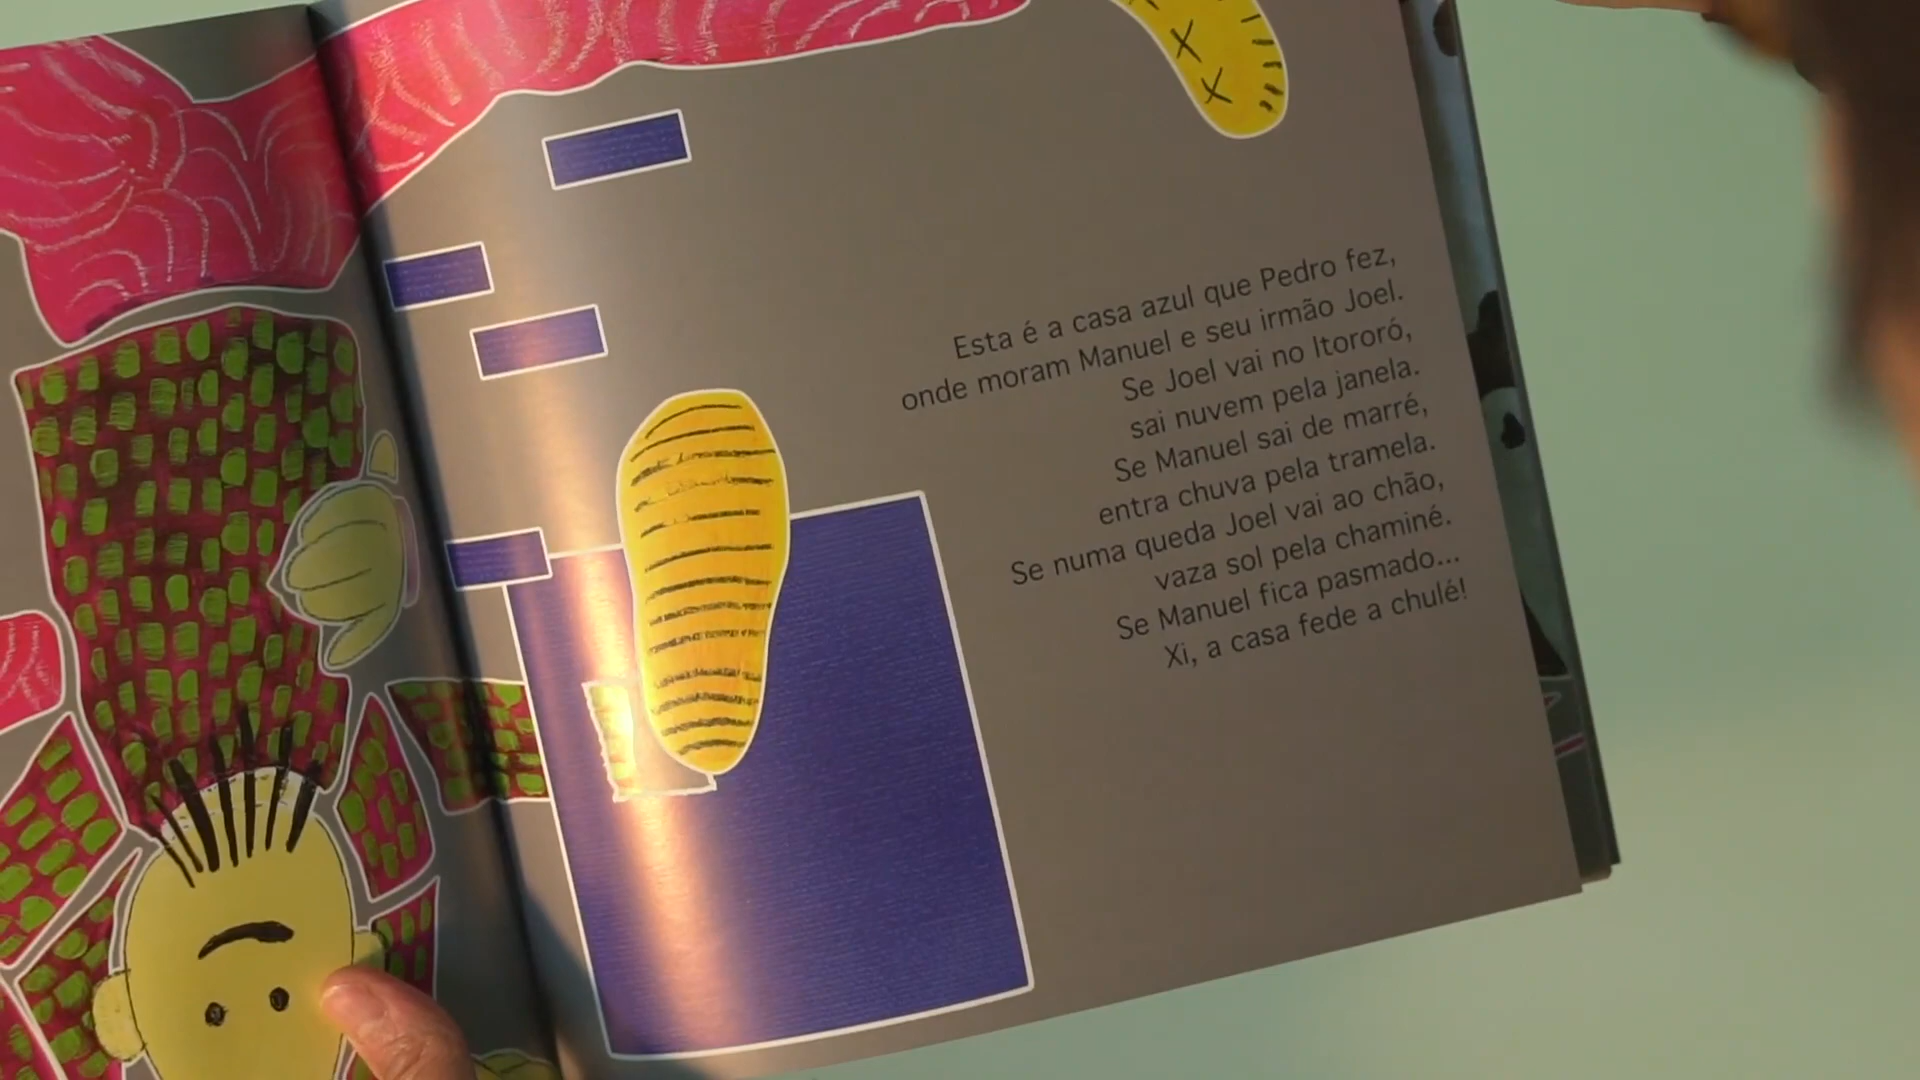 Esta é a casa azul que Pedro fez,
onde moram Manuel e seu irmão Joel.
Se Joel vai no Itororó,
sai nuvem pela janela.
Se Manuel sai de marré,
entra chuva pela tramela.
Se numa queda Joel vai ao chão,
vaza sol pela chaminé.
Se Manuel fica pasmado...
Xi, a casa fede a chulé!